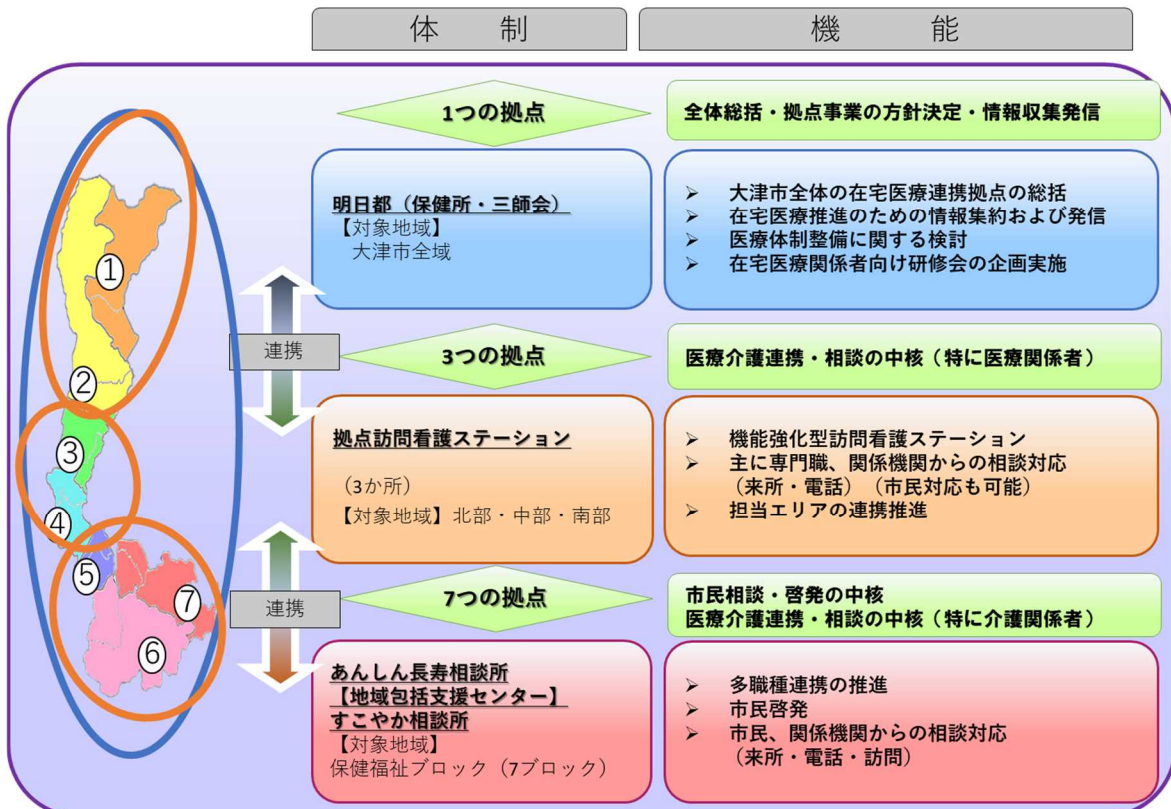 体 制
機 能
1つの拠点
全体総括・拠点事業の方針決定・情報収集発信
明日都（保健所・三師会）
【対象地域】
大津市全域
➢ 大津市全体の在宅医療連携拠点の総括
➢ 在宅医療推進のための情報集約および発信
➢ 医療体制整備に関する検討
➢ 在宅医療関係者向け研修会の企画実施
連携
3つの拠点
医療介護連携・相談の中核（特に医療関係者）
拠点訪問看護ステーション
（3か所）
【対象地域】北部・中部・南部
➢ 機能強化型訪問看護ステーション
➢ 主に専門職、関係機関からの相談対応
（来所・電話）（市民対応も可能）
➢ 担当エリアの連携推進
連携
7つの拠点
市民相談・啓発の中核
医療介護連携・相談の中核（特に介護関係者）
あんしん長寿相談所
【地域包括支援センター】
すこやか相談所
【対象地域】
保健福祉ブロック（7ブロック）
➢ 多職種連携の推進
➢ 市民啓発
➢ 市民、関係機関からの相談対応
（来所・電話・訪問）
①
②
③
④
⑤
⑦
⑥